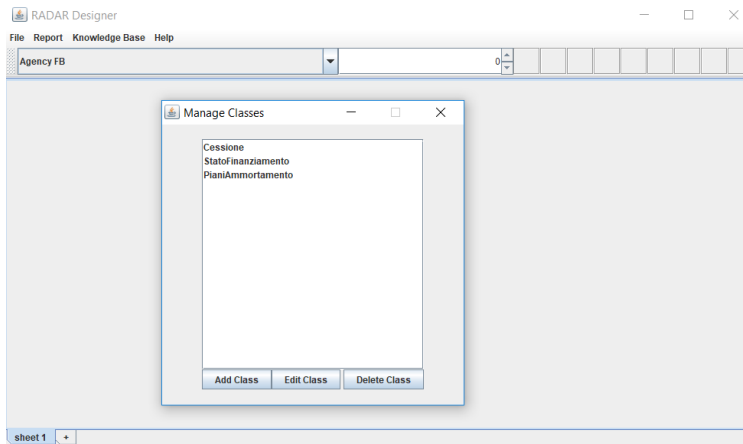 RADAR Designer
File Report Knowledge Base Help
Agency FB 0
Manage Classes
Cessione
StatoFinanziamento
PianiAmmortamento
Add Class Edit Class Delete Class
sheet 1 +